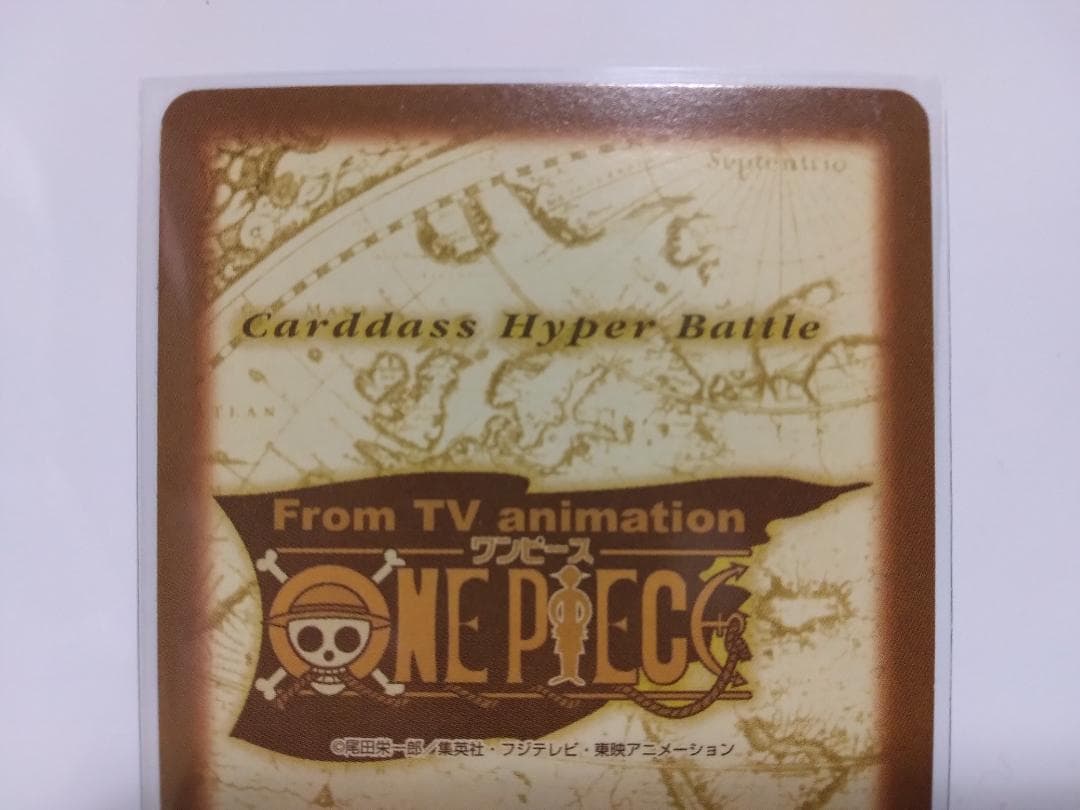 Septentrio
Carddass Hyper Battle
From TV animation
ワンピース
ONE PIECE
©尾田栄一郎/集英社・フジテレビ・東映アニメーション